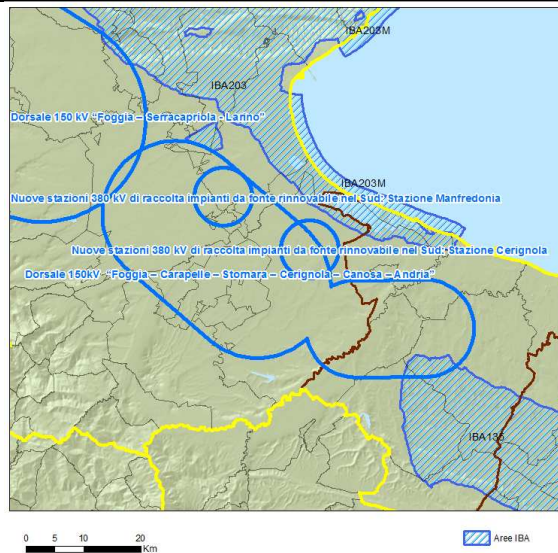 IBA203M
IBA203
Dorsale 150 kV "Foggia – Serracapriola - Larino"
IBA203M
Nuove stazioni 380 kV di raccolta impianti da fonte rinnovabile nel Sud: Stazione Manfredonia
Nuove stazioni 380 kV di raccolta impianti da fonte rinnovabile nel Sud: Stazione Cerignola
Dorsale 150kV "Foggia – Carapelle – Stornara – Cerignola – Canosa – Andria"
IBA135
0 5 10 20
Km
Aree IBA